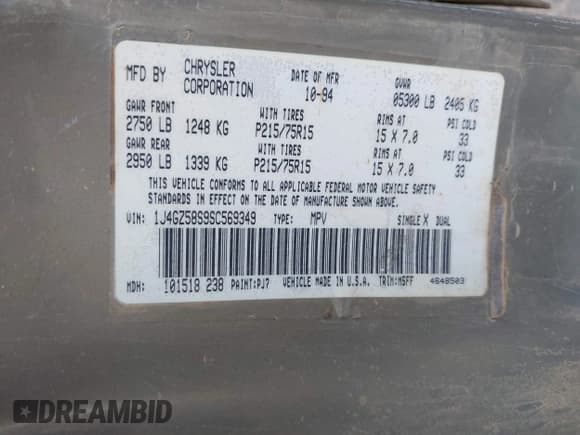 MFD BY CHRYSLER CORPORATION DATE OF MFR 10-94 GVWR 05300 LB 2405 KG
GAWR FRONT WITH TIRES RIMS AT PSI COLD
2750 LB 1248 KG P215/75R15 15 X 7.0 33
GAWR REAR WITH TIRES RIMS AT PSI COLD
2950 LB 1339 KG P215/75R15 15 X 7.0 33
THIS VEHICLE CONFORMS TO ALL APPLICABLE FEDERAL MOTOR VEHICLE SAFETY
STANDARDS IN EFFECT ON THE DATE OF MANUFACTURE SHOWN ABOVE.
VIN: 1J4GZ58S9SC569349 TYPE: MPV SINGLE X DUAL
MDH: 101518 238 PAINT:PJ7 VEHICLE MADE IN U.S.A. TRIM:M5FF 4648503
DREAMBID